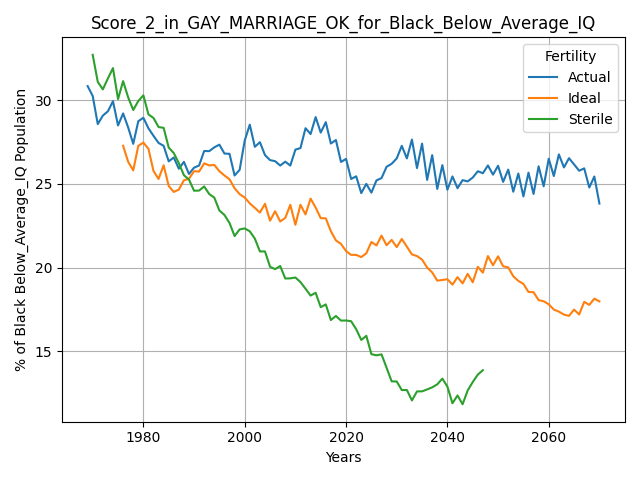 Score_2_in_GAY_MARRIAGE_OK_for_Black_Below_Average_IQ
Fertility
Actual
Ideal
Sterile
% of Black Below_Average_IQ Population
30
25
20
15
1980
2000
2020
2040
2060
Years